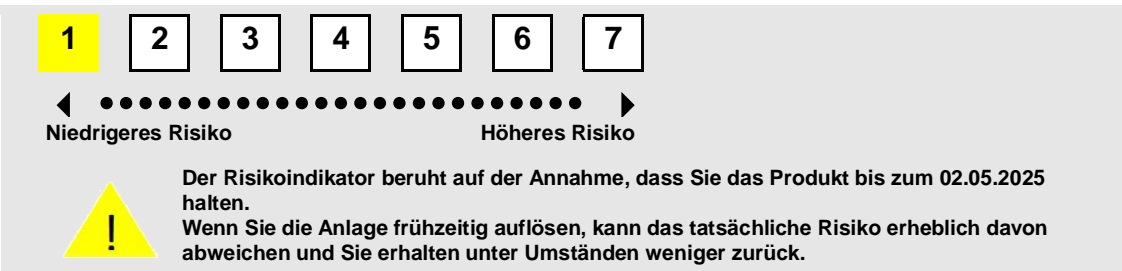 1 2 3 4 5 6 7
Niedrigeres Risiko Höheres Risiko
Der Risikoindikator beruht auf der Annahme, dass Sie das Produkt bis zum 02.05.2025
halten.
Wenn Sie die Anlage frühzeitig auflösen, kann das tatsächliche Risiko erheblich davon
abweichen und Sie erhalten unter Umständen weniger zurück.
!